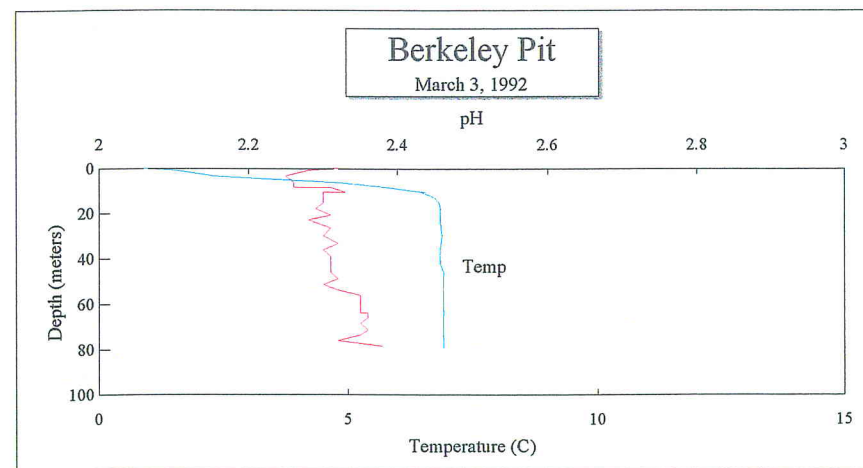 Berkeley Pit
March 3, 1992
pH
2 2.2 2.4 2.6 2.8 3
0
20
40
60
80
100
Depth (meters)
Temp
0 5 10 15
Temperature (C)